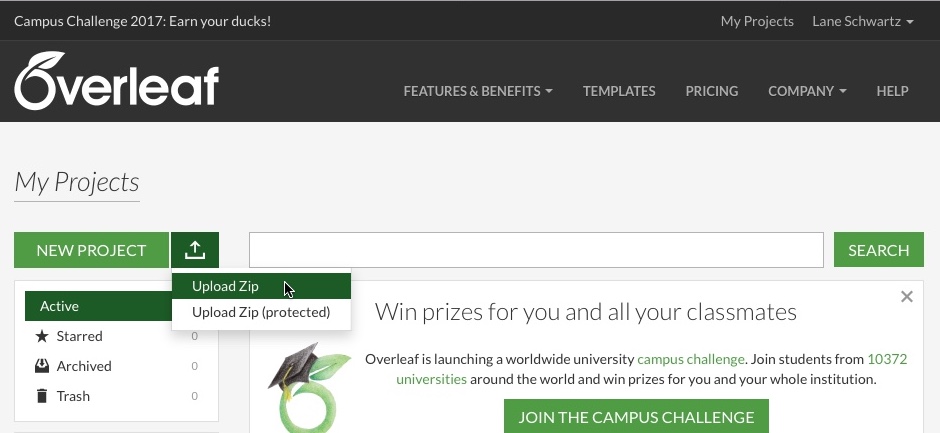 Campus Challenge 2017: Earn your ducks!
My Projects
Lane Schwartz
Overleaf
FEATURES & BENEFITS
TEMPLATES
PRICING
COMPANY
HELP
My Projects
NEW PROJECT
SEARCH
Upload Zip
Upload Zip (protected)
Active
Starred 0
Archived 0
Trash 0
Win prizes for you and all your classmates
Overleaf is launching a worldwide university campus challenge. Join students from 10372
universities around the world and win prizes for you and your whole institution.
JOIN THE CAMPUS CHALLENGE